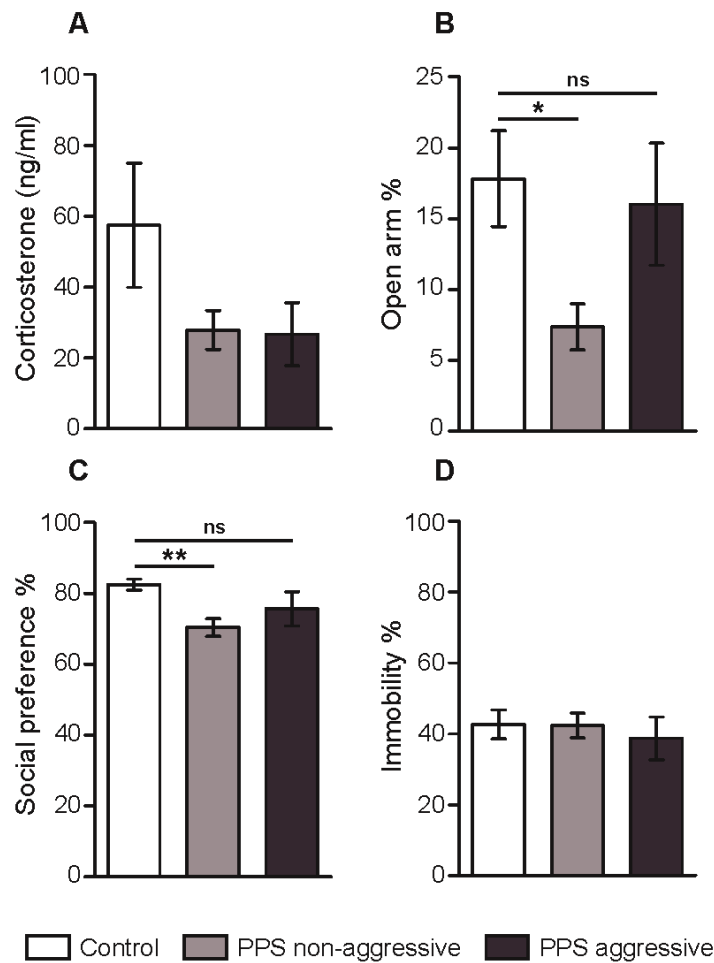 A
Corticosterone (ng/ml)
100
80
60
40
20
0
B
Open arm %
25
20
15
10
5
0
ns
*
C
Social preference %
100
80
60
40
20
0
ns
**
D
Immobility %
100
80
60
40
20
0
Control PPS non-aggressive PPS aggressive